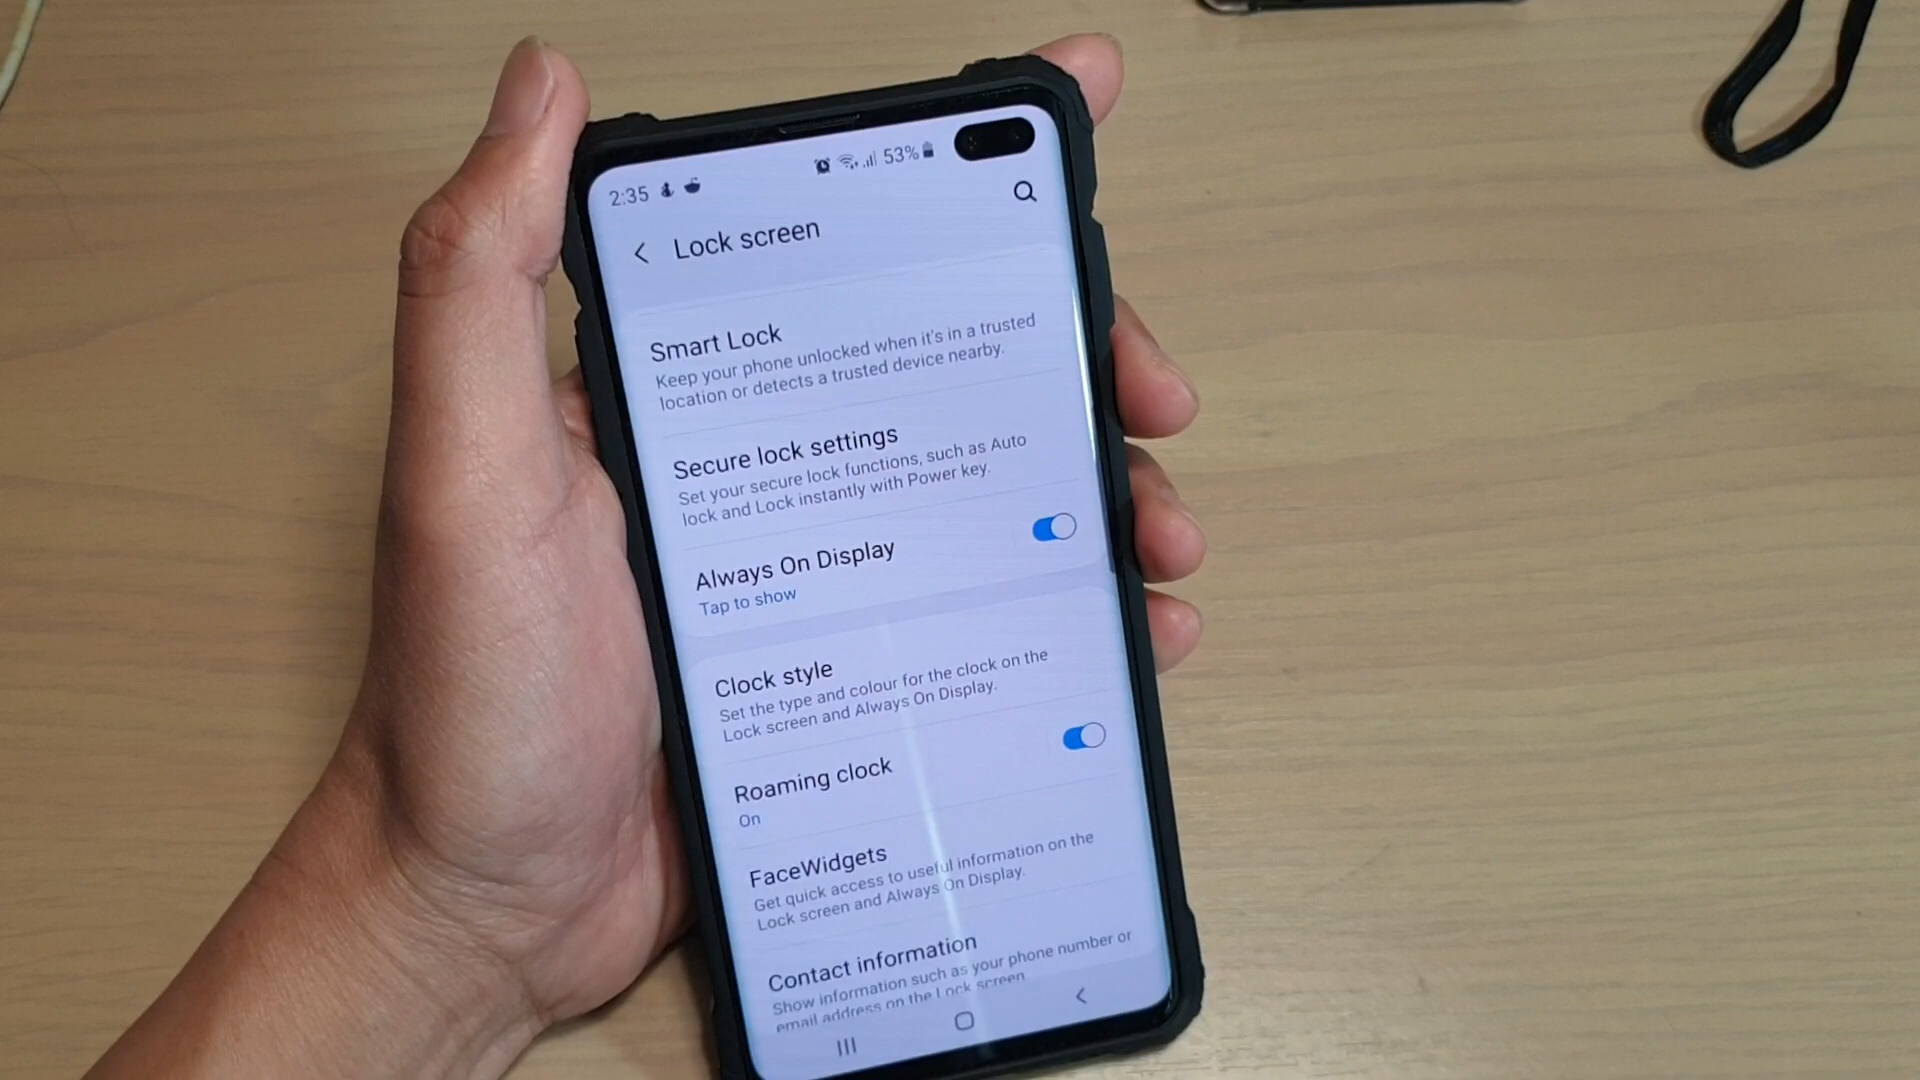 2:35
53%
Lock screen
Smart Lock
Keep your phone unlocked when it's in a trusted
location or detects a trusted device nearby.
Secure lock settings
Set your secure lock functions, such as Auto
lock and Lock instantly with Power key.
Always On Display
Tap to show
Clock style
Set the type and colour for the clock on the
Lock screen and Always On Display.
Roaming clock
On
FaceWidgets
Get quick access to useful information on the
Lock screen and Always On Display.
Contact information
Show information such as your phone number or
email address on the Lock screen